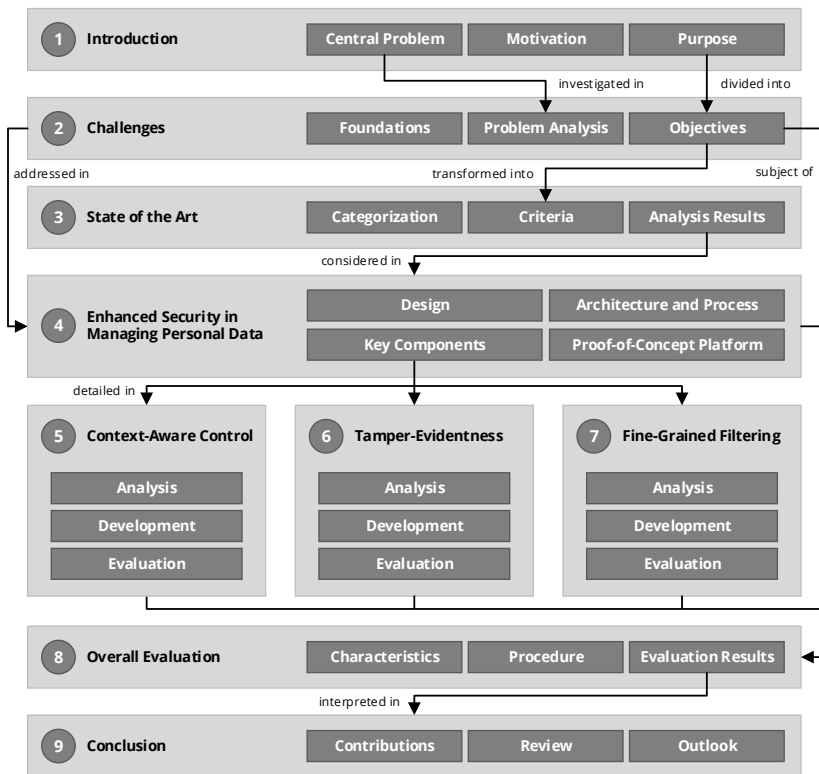 1 Introduction Central Problem Motivation Purpose
investigated in divided into
2 Challenges Foundations Problem Analysis Objectives
addressed in transformed into subject of
3 State of the Art Categorization Criteria Analysis Results
considered in
4 Enhanced Security in
Managing Personal Data
Design Architecture and Process
Key Components Proof-of-Concept Platform
detailed in
5 Context-Aware Control 6 Tamper-Evidentness 7 Fine-Grained Filtering
Analysis Analysis Analysis
Development Development Development
Evaluation Evaluation Evaluation
8 Overall Evaluation Characteristics Procedure Evaluation Results
interpreted in
9 Conclusion Contributions Review Outlook